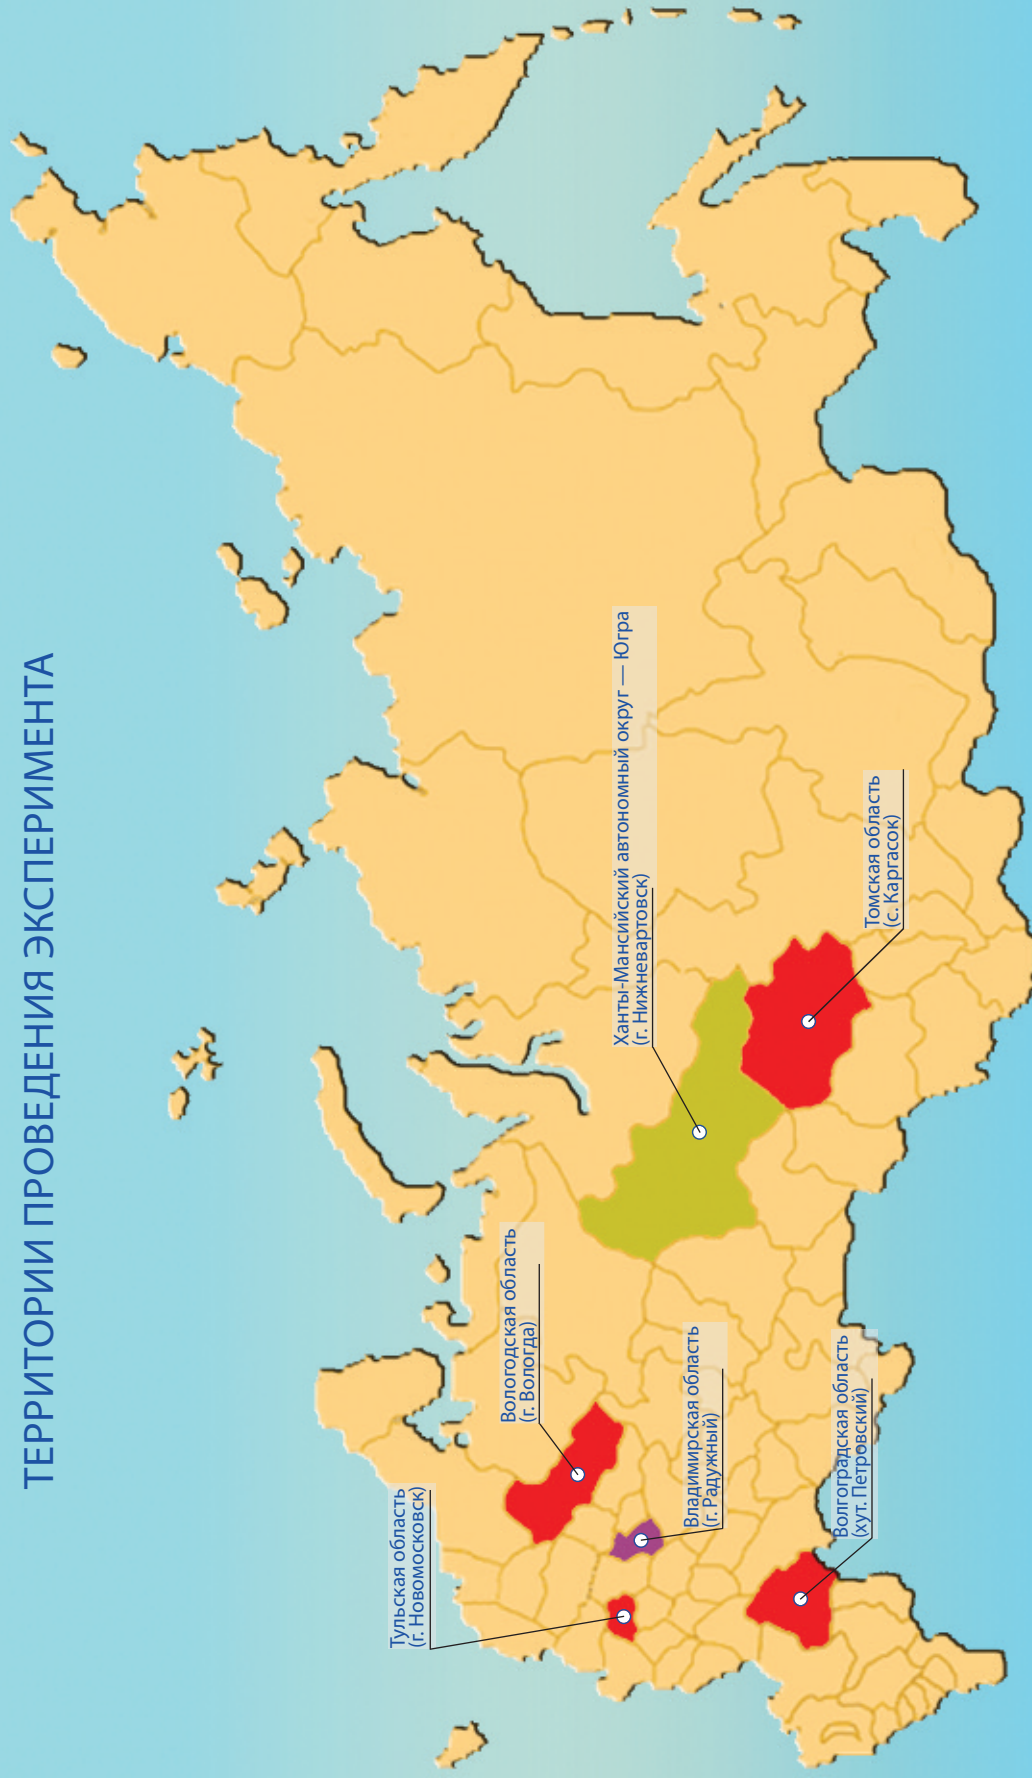 ТЕРРИТОРИИ ПРОВЕДЕНИЯ ЭКСПЕРИМЕНТА
Тульская область
(г. Новомосковск)
Вологодская область
(г. Вологда)
Ханты-Мансийский автономный округ — Югра
(г. Нижневартовск)
Владимирская область
(г. Радужный)
Волгоградская область
(хут. Петровский)
Томская область
(с. Каргасок)